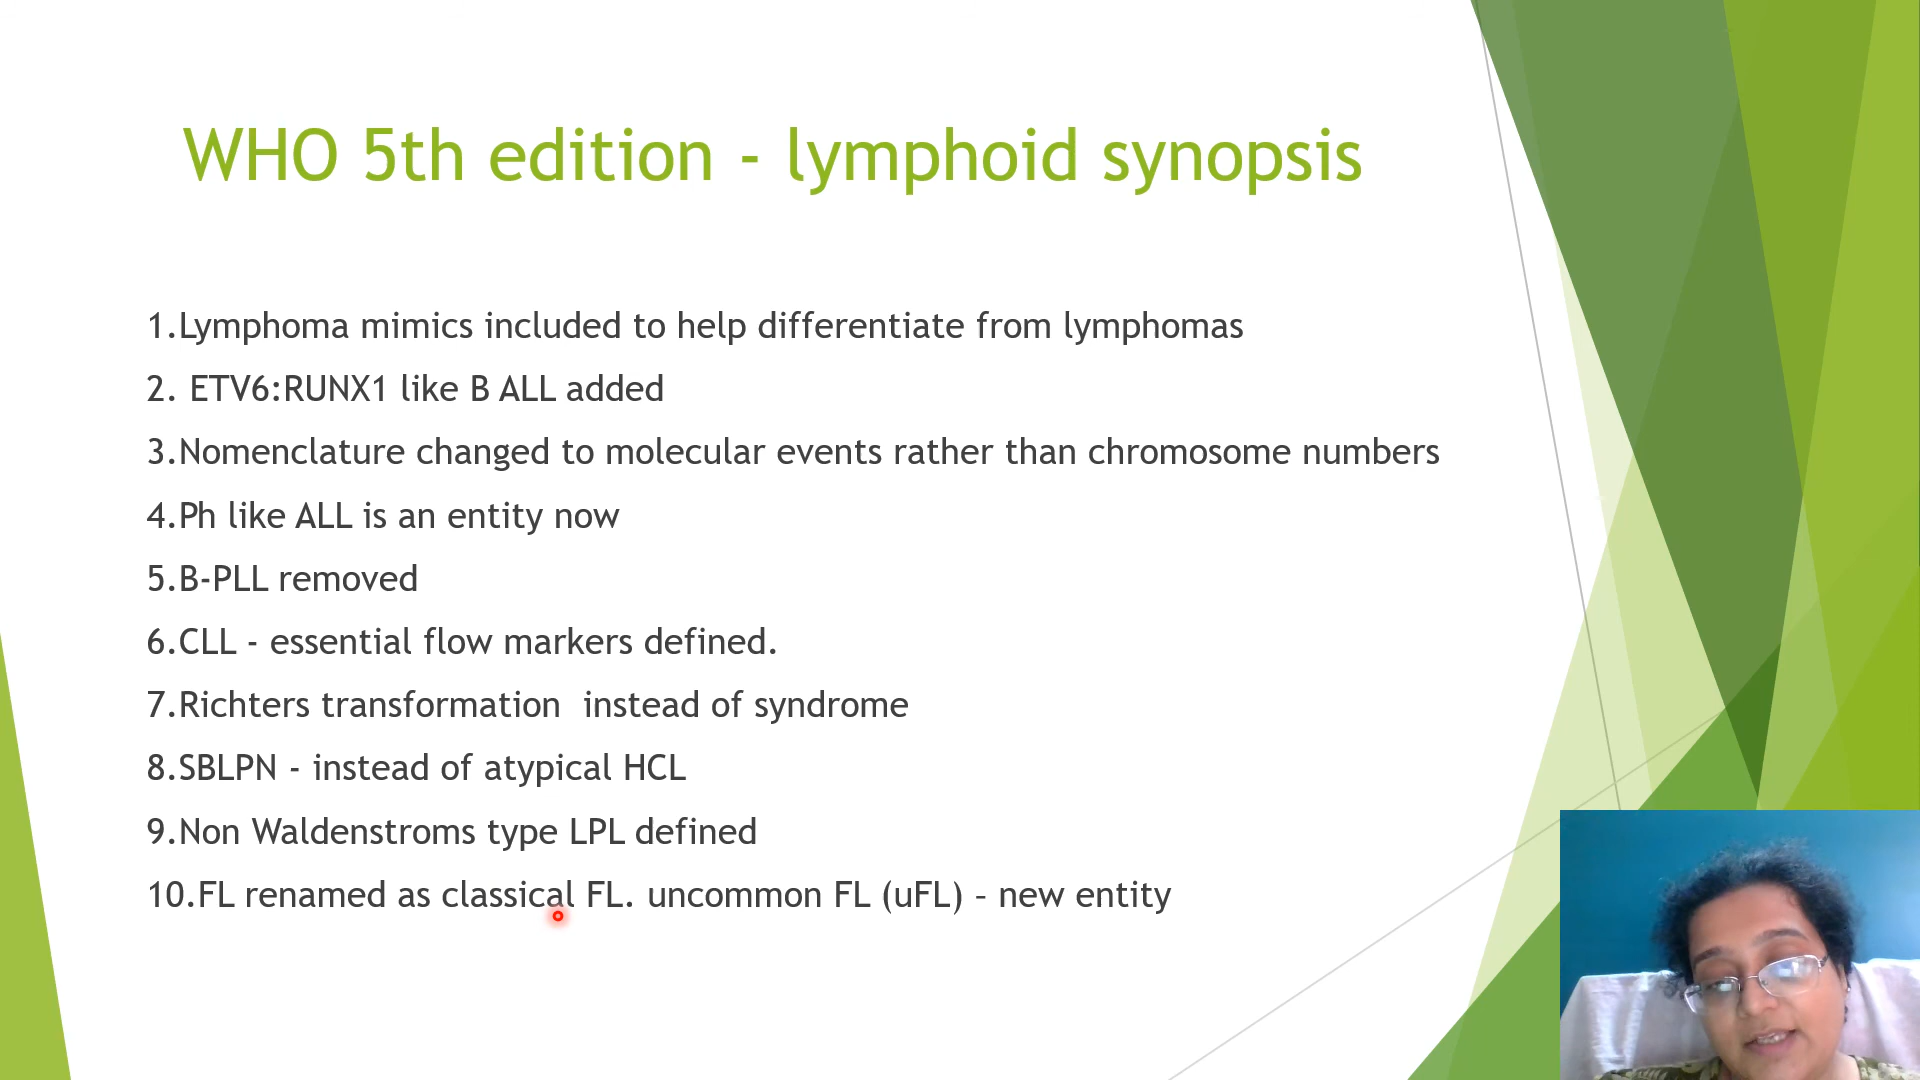 WHO 5th edition - lymphoid synopsis
1.Lymphoma mimics included to help differentiate from lymphomas
2. ETV6:RUNX1 like B ALL added
3.Nomenclature changed to molecular events rather than chromosome numbers
4.Ph like ALL is an entity now
5.B-PLL removed
6.CLL - essential flow markers defined.
7.Richters transformation  instead of syndrome
8.SBLPN - instead of atypical HCL
9.Non Waldenstroms type LPL defined
10.FL renamed as classical FL. uncommon FL (uFL) – new entity